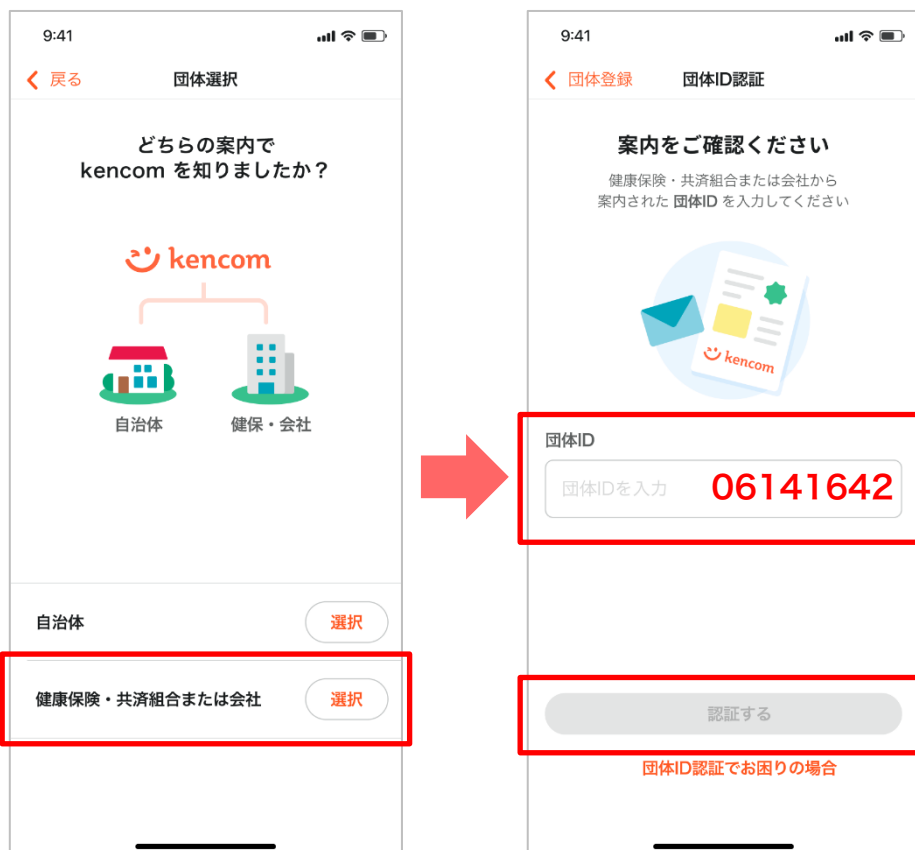 9:41
戻る
団体選択
どちらの案内で
kencom を知りましたか？
kencom
自治体
健保・会社
自治体
選択
健康保険・共済組合または会社
選択
9:41
団体登録
団体ID認証
案内をご確認ください
健康保険・共済組合または会社から
案内された 団体ID を入力してください
kencom
団体ID
団体IDを入力
06141642
認証する
団体ID認証でお困りの場合